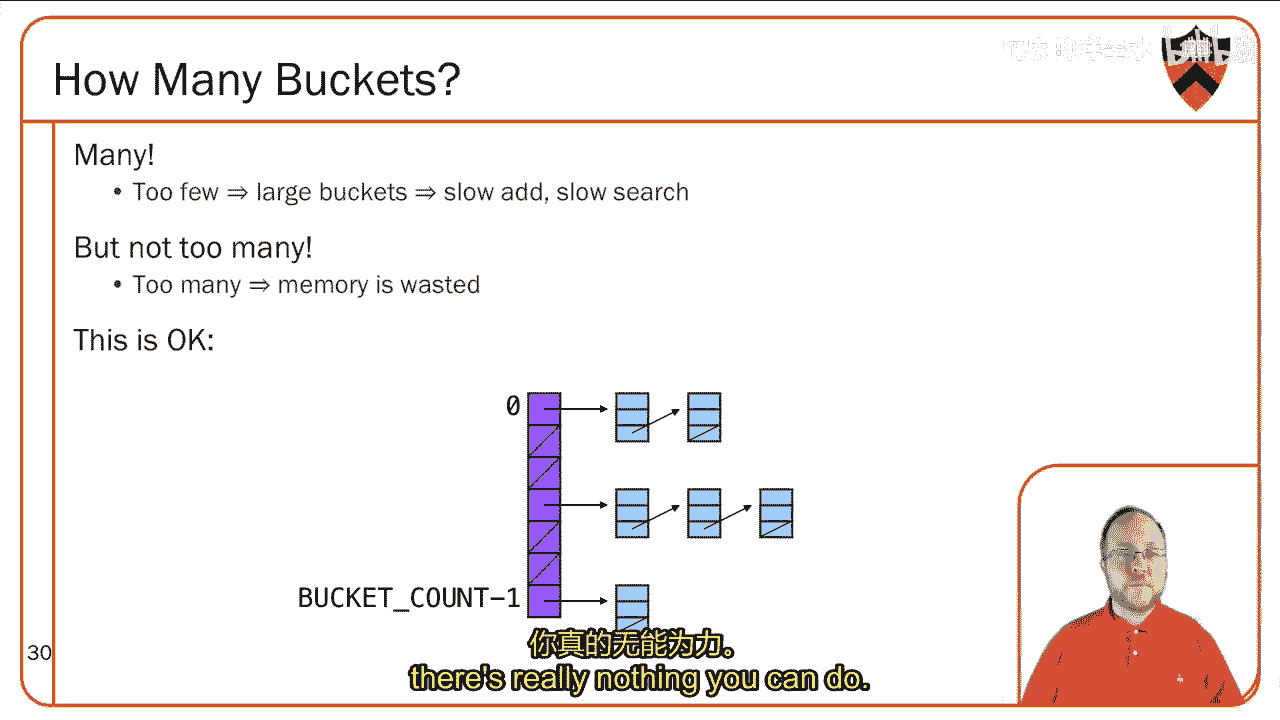 How Many Buckets?
Many!
• Too few ⇒ large buckets ⇒ slow add, slow search
But not too many!
• Too many ⇒ memory is wasted
This is OK:
0
BUCKET_COUNT–1
30
你真的无能为力。
there's really nothing you can do.